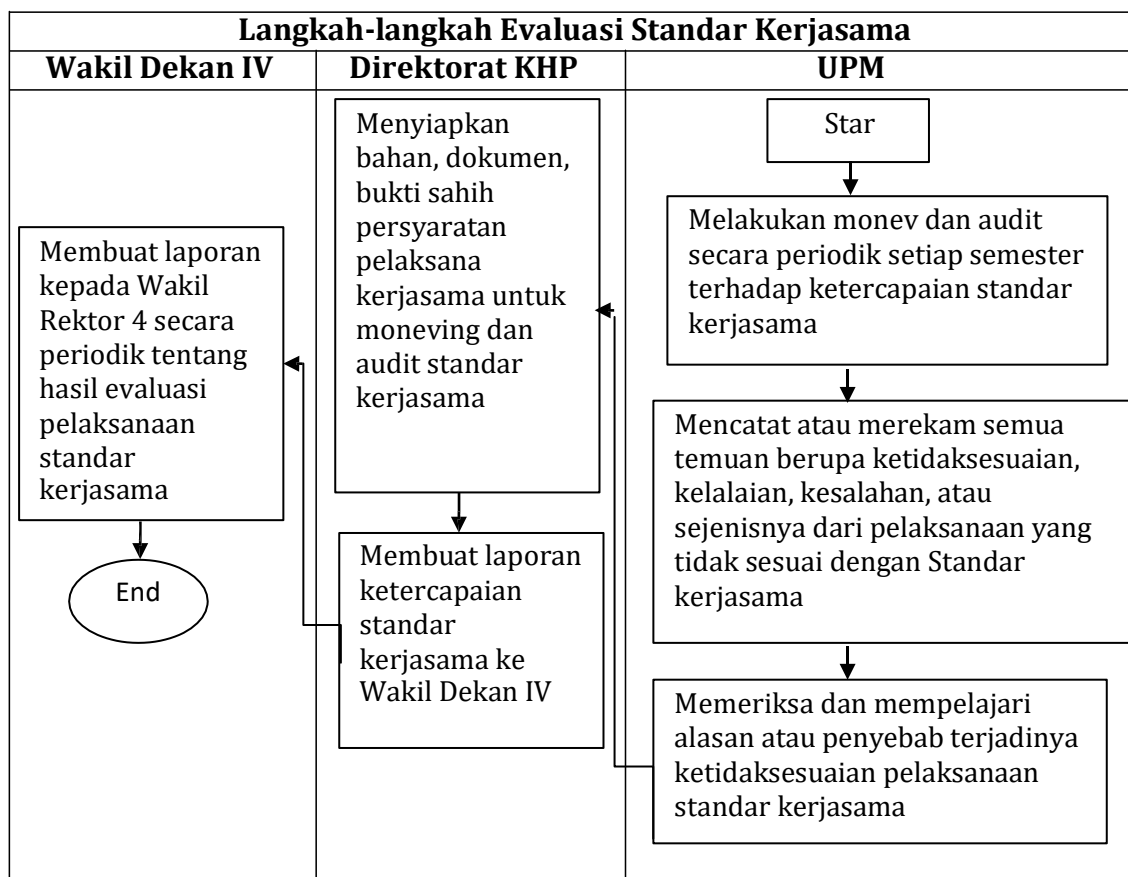 Langkah-langkah Evaluasi Standar Kerjasama
Wakil Dekan IV
Direktorat KHP
UPM
Star
Melakukan monev dan audit
secara periodik setiap semester
terhadap ketercapaian standar
kerjasama
Mencatat atau merekam semua
temuan berupa ketidaksesuaian,
kelalaian, kesalahan, atau
sejenisnya dari pelaksanaan yang
tidak sesuai dengan Standar
kerjasama
Memeriksa dan mempelajari
alasan atau penyebab terjadinya
ketidaksesuaian pelaksanaan
standar kerjasama
Menyiapkan
bahan, dokumen,
bukti sahih
persyaratan
pelaksana
kerjasama untuk
moneving dan
audit standar
kerjasama
Membuat laporan
ketercapaian
standar
kerjasama ke
Wakil Dekan IV
Membuat laporan
kepada Wakil
Rektor 4 secara
periodik tentang
hasil evaluasi
pelaksanaan
standar
kerjasama
End